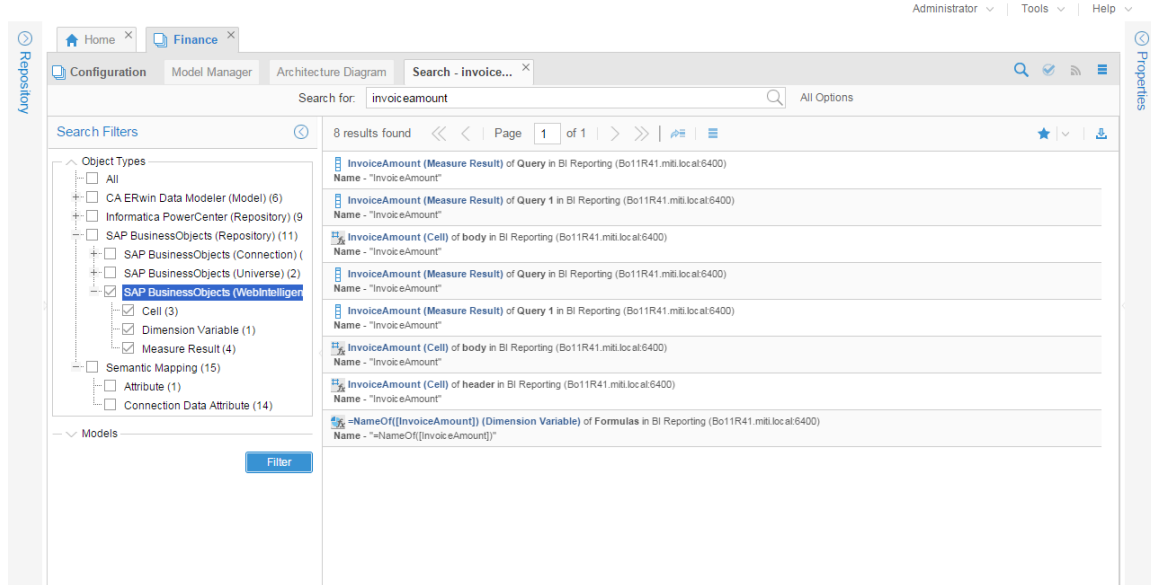 Administrator Tools Help
Repository
Home Finance
Configuration Model Manager Architecture Diagram Search - invoice...
Search for: invoiceamount All Options
Search Filters
Object Types
All
CA ERwin Data Modeler (Model) (6)
Informatica PowerCenter (Repository) (9
SAP BusinessObjects (Repository) (11)
SAP BusinessObjects (Connection) (
SAP BusinessObjects (Universe) (2)
SAP BusinessObjects (WebIntelligen
Cell (3)
Dimension Variable (1)
Measure Result (4)
Semantic Mapping (15)
Attribute (1)
Connection Data Attribute (14)
Models
Filter
8 results found Page 1 of 1
InvoiceAmount (Measure Result) of Query in BI Reporting (Bo11R41.miti.local:6400)
Name - "InvoiceAmount"
InvoiceAmount (Measure Result) of Query 1 in BI Reporting (Bo11R41.miti.local:6400)
Name - "InvoiceAmount"
InvoiceAmount (Cell) of body in BI Reporting (Bo11R41.miti.local:6400)
Name - "InvoiceAmount"
InvoiceAmount (Measure Result) of Query in BI Reporting (Bo11R41.miti.local:6400)
Name - "InvoiceAmount"
InvoiceAmount (Measure Result) of Query 1 in BI Reporting (Bo11R41.miti.local:6400)
Name - "InvoiceAmount"
InvoiceAmount (Cell) of body in BI Reporting (Bo11R41.miti.local:6400)
Name - "InvoiceAmount"
InvoiceAmount (Cell) of header in BI Reporting (Bo11R41.miti.local:6400)
Name - "InvoiceAmount"
=NameOf([InvoiceAmount]) (Dimension Variable) of Formulas in BI Reporting (Bo11R41.miti.local:6400)
Name - "=NameOf([InvoiceAmount])"
Properties